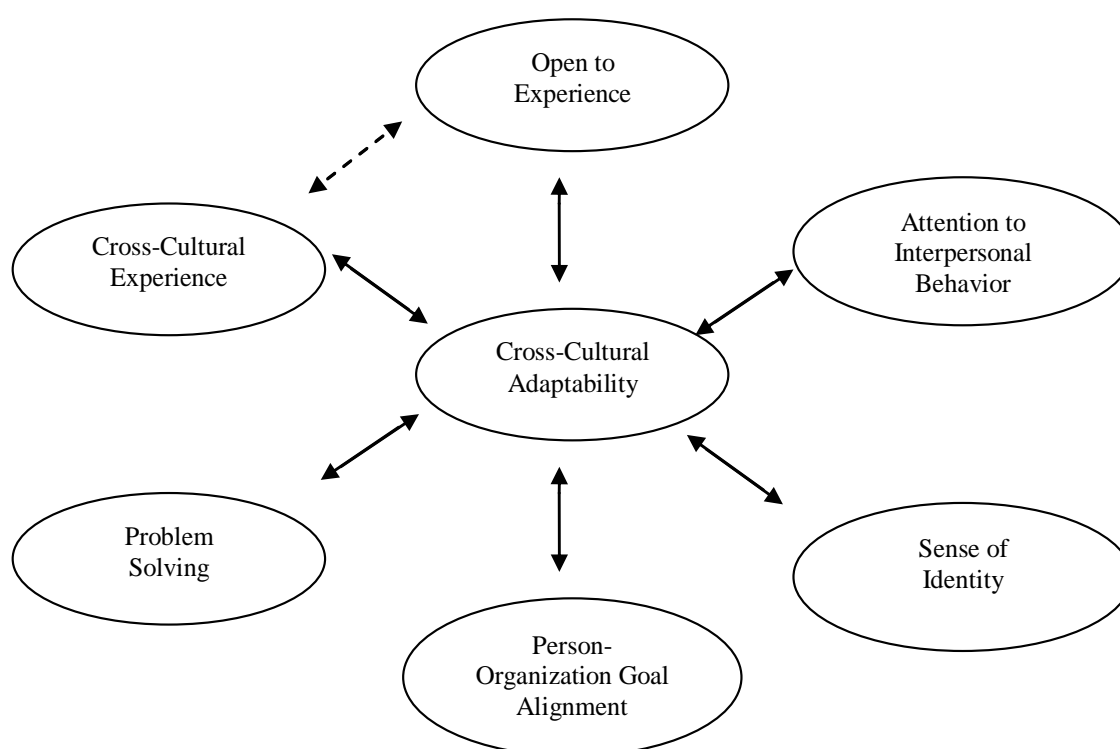 Open to
Experience
Cross-Cultural
Experience
Attention to
Interpersonal
Behavior
Cross-Cultural
Adaptability
Problem
Solving
Sense of
Identity
Person-
Organization Goal
Alignment